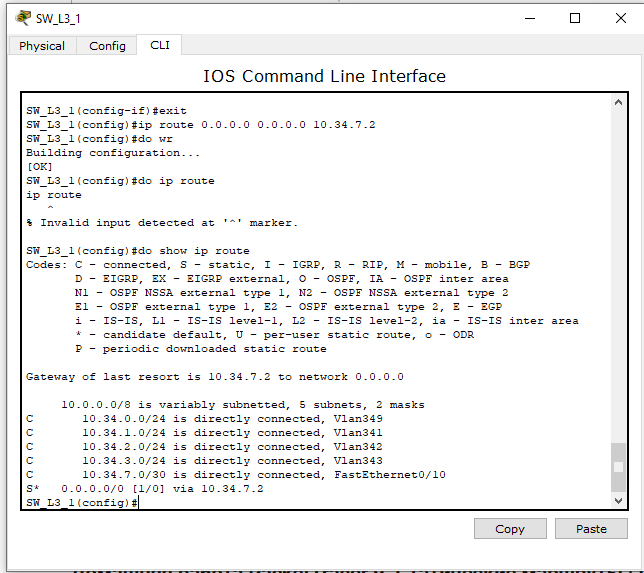 SW_L3_1
Physical Config CLI
IOS Command Line Interface
SW_L3_1(config-if)#exit
SW_L3_1(config)#ip route 0.0.0.0 0.0.0.0 10.34.7.2
SW_L3_1(config)#do wr
Building configuration...
[OK]
SW_L3_1(config)#do ip route
ip route
^
% Invalid input detected at '^' marker.
SW_L3_1(config)#do show ip route
Codes: C - connected, S - static, I - IGRP, R - RIP, M - mobile, B - BGP
D - EIGRP, EX - EIGRP external, O - OSPF, IA - OSPF inter area
N1 - OSPF NSSA external type 1, N2 - OSPF NSSA external type 2
E1 - OSPF external type 1, E2 - OSPF external type 2, E - EGP
i - IS-IS, L1 - IS-IS level-1, L2 - IS-IS level-2, ia - IS-IS inter area
* - candidate default, U - per-user static route, o - ODR
P - periodic downloaded static route
Gateway of last resort is 10.34.7.2 to network 0.0.0.0
10.0.0.0/8 is variably subnetted, 5 subnets, 2 masks
C 10.34.0.0/24 is directly connected, Vlan349
C 10.34.1.0/24 is directly connected, Vlan341
C 10.34.2.0/24 is directly connected, Vlan342
C 10.34.3.0/24 is directly connected, Vlan343
C 10.34.7.0/30 is directly connected, FastEthernet0/10
S* 0.0.0.0/0 [1/0] via 10.34.7.2
SW_L3_1(config)#
Copy Paste